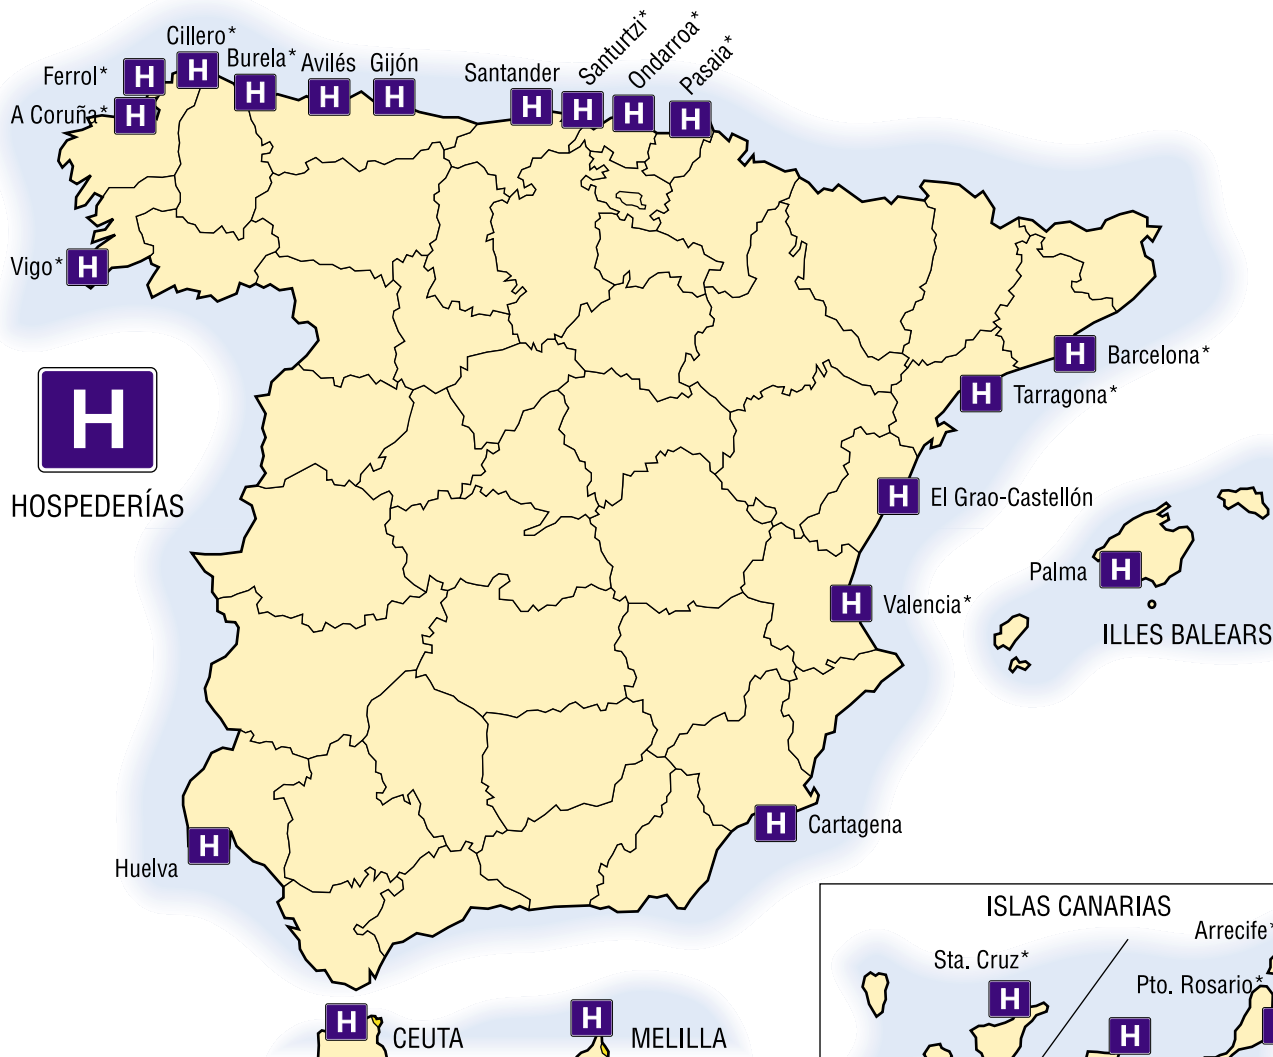 Cillero*
Burela*
Avilés
Gijón
Santander
Santurtzi*
Ondarroa*
Pasaia*
Ferrol*
H
H
H
H
H
H
H
H
H
H
A Coruña*
Vigo*
H
H
HOSPEDERÍAS
H
Barcelona*
H
Tarragona*
H
El Grao-Castellón
Palma
H
H
Valencia*
ILLES BALEARS
H
Cartagena
H
Huelva
ISLAS CANARIAS
Arrecife*
Sta. Cruz*
Pto. Rosario*
H
H
CEUTA
H
MELILLA
H